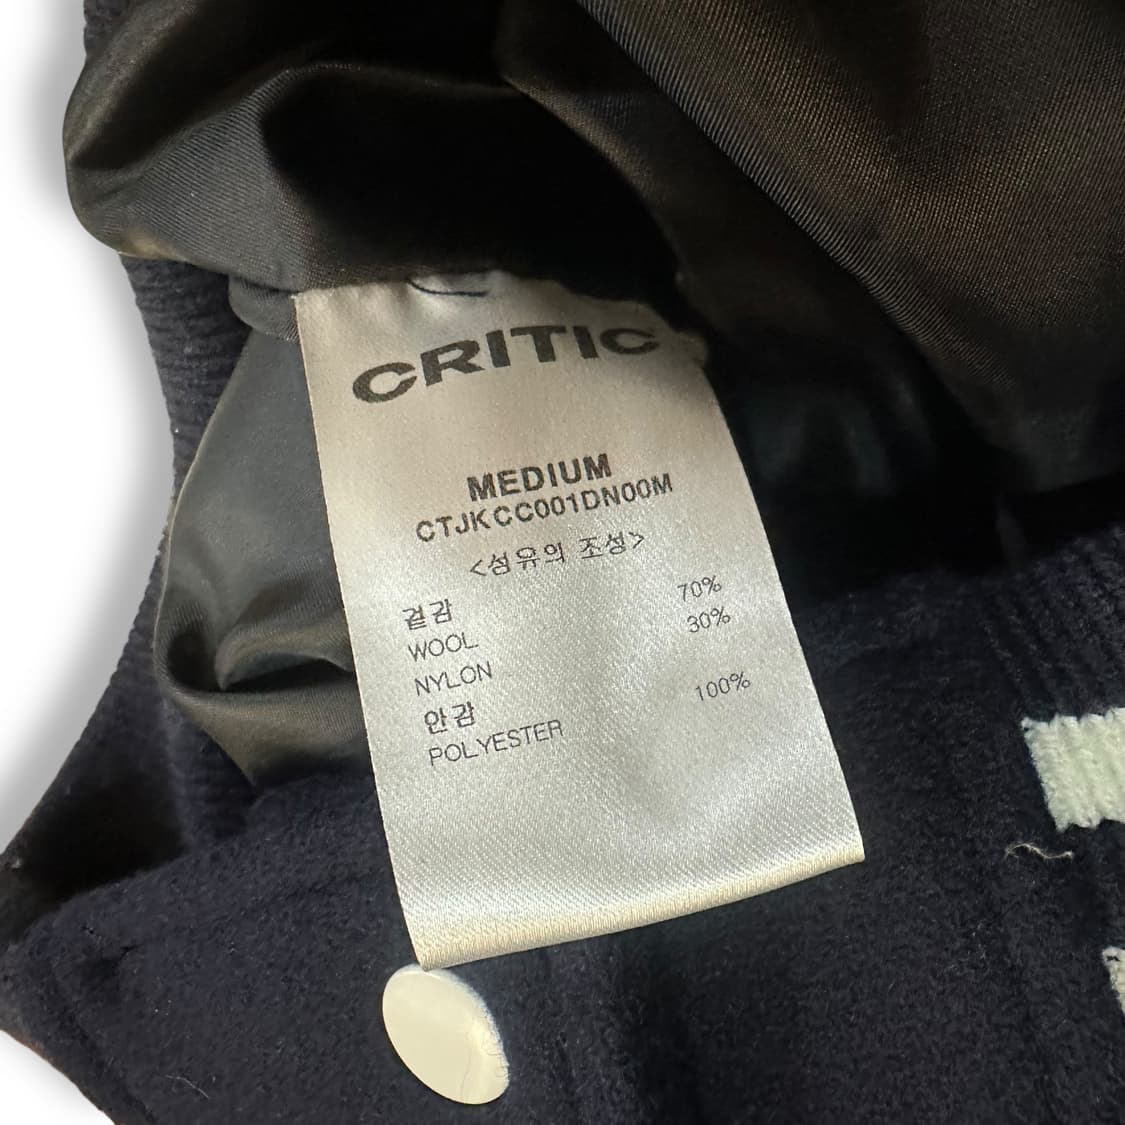 CRITIC
MEDIUM
CTJKCC001DN00M
<섬유의 조성>
겉감
WOOL 70%
NYLON 30%
안감
POLYESTER 100%